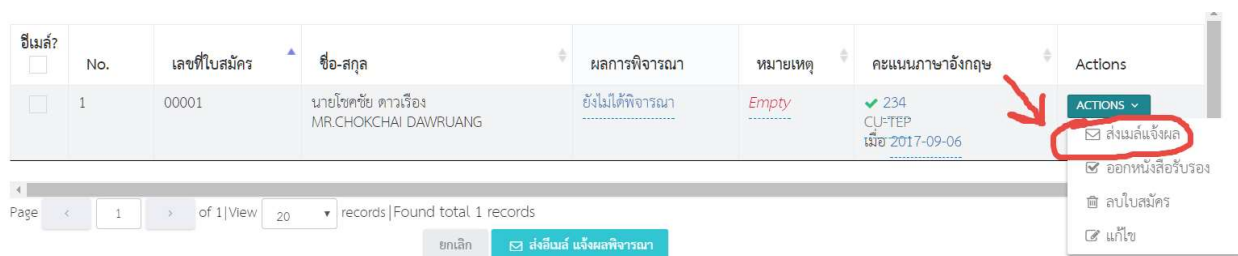 ฮีเมล์?
No.
เลขที่ใบสมัคร
ชื่อ-สกุล
ผลการพิจารณา
หมายเหตุ
คะแนนภาษาอังกฤษ
Actions
1
00001
นายโชคชัย ดาวเรือง
MR.CHOKCHAI DAWRUANG
ยังไม่ได้พิจารณา
Empty
234
CU-TEP
เมื่อ 2017-09-06
ACTIONS
ส่งเมล์แจ้งผล
ออกหนังสือรับรอง
ลบใบสมัคร
แก้ไข
Page < 1 > of 1|View 20 records|Found total 1 records
ยกเลิก
ส่งอีเมล์ แจ้งผลพิจารณา